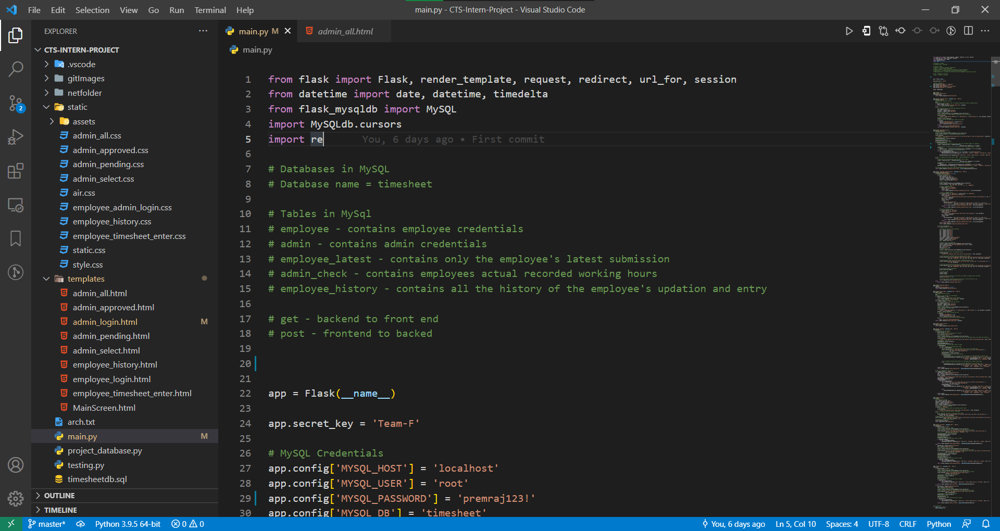 File Edit Selection View Go Run Terminal Help
main.py - CTS-Intern-Project - Visual Studio Code
EXPLORER
CTS-INTERN-PROJECT
.vscode
gitImages
netfolder
static
assets
admin_all.css
admin_approved.css
admin_pending.css
admin_select.css
air.css
employee_admin_login.css
employee_history.css
employee_timesheet_enter.css
static.css
style.css
templates
admin_all.html
admin_approved.html
admin_login.html M
admin_pending.html
admin_select.html
employee_history.html
employee_login.html
employee_timesheet_enter.html
MainScreen.html
arch.txt
main.py M
project_database.py
testing.py
timesheetdb.sql
OUTLINE
TIMELINE
2
main.py M admin_all.html
main.py
1 from flask import Flask, render_template, request, redirect, url_for, session
2 from datetime import date, datetime, timedelta
3 from flask_mysqldb import MySQL
4 import MySQLdb.cursors
5 import re You, 6 days ago • First commit
6
7 # Databases in MySQL
8 # Database name = timesheet
9
10 # Tables in MySql
11 # employee - contains employee credentials
12 # admin - contains admin credentials
13 # employee_latest - contains only the employee's latest submission
14 # admin_check - contains employees actual recorded working hours
15 # employee_history - contains all the history of the employee's updation and entry
16
17 # get - backend to front end
18 # post - frontend to backed
19
20
21
22 app = Flask(__name__)
23
24 app.secret_key = 'Team-F'
25
26 # MySQL Credentials
27 app.config['MYSQL_HOST'] = 'localhost'
28 app.config['MYSQL_USER'] = 'root'
29 app.config['MYSQL_PASSWORD'] = 'premraj123!'
30 app.config['MYSQL_DB'] = 'timesheet'
master* Python 3.9.5 64-bit 0 0 You, 6 days ago Ln 5, Col 10 Spaces: 4 UTF-8 CRLF Python